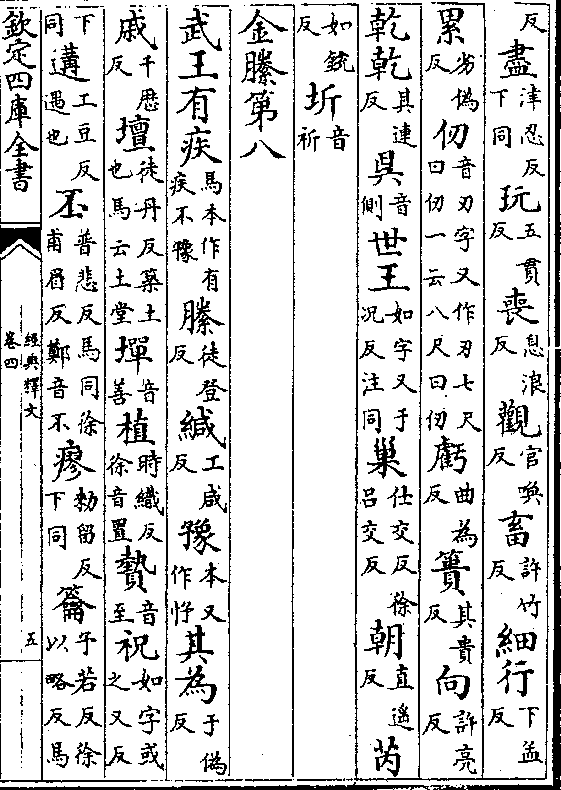 反盡津忍反下同玩五貫反喪息浪反觀官喚反畜許竹反細行下孟反
累劣偽反仞音刃字又作刃七尺曰仞一云八尺曰仞虧曲為反簣其貴反向許亮反
乾乾其連反昃音側世王如字又于況反注同巢仕交反徐呂交反朝直遙反芮
如銳反圻音祈
金縢第八
武王有疾馬本作有疾不豫縢徒登反緘工咸反豫本又作忬其為于偽反
戚千歷反壇徒丹反築土也馬云土堂墠音善植時織反徐音置贄音至祝如字或之又反
下同遘工豆反遇也丕普悲反馬同徐甫眉反鄭音不瘳勑留反下同籥于若反徐以略反馬
欽定四庫全書
經典釋文
卷四
五